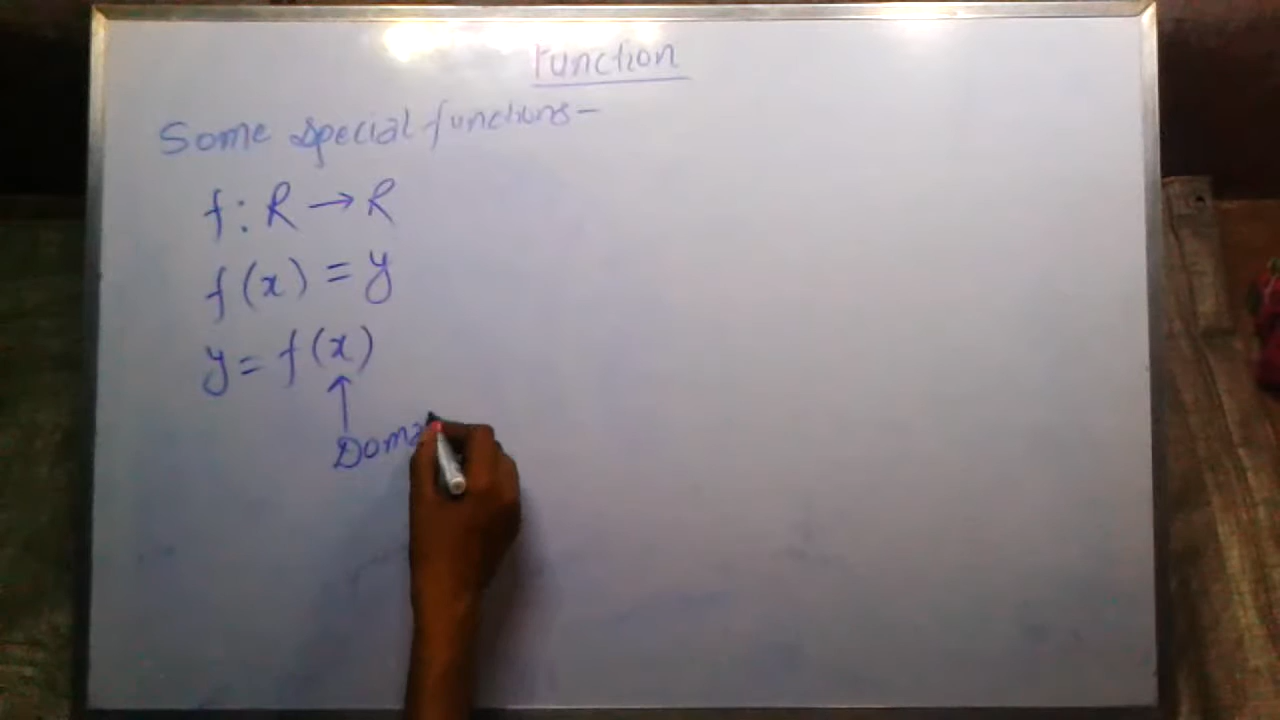 Function
Some special functions-
f: R → R
f(x) = y
y = f(x)
↑
Doma